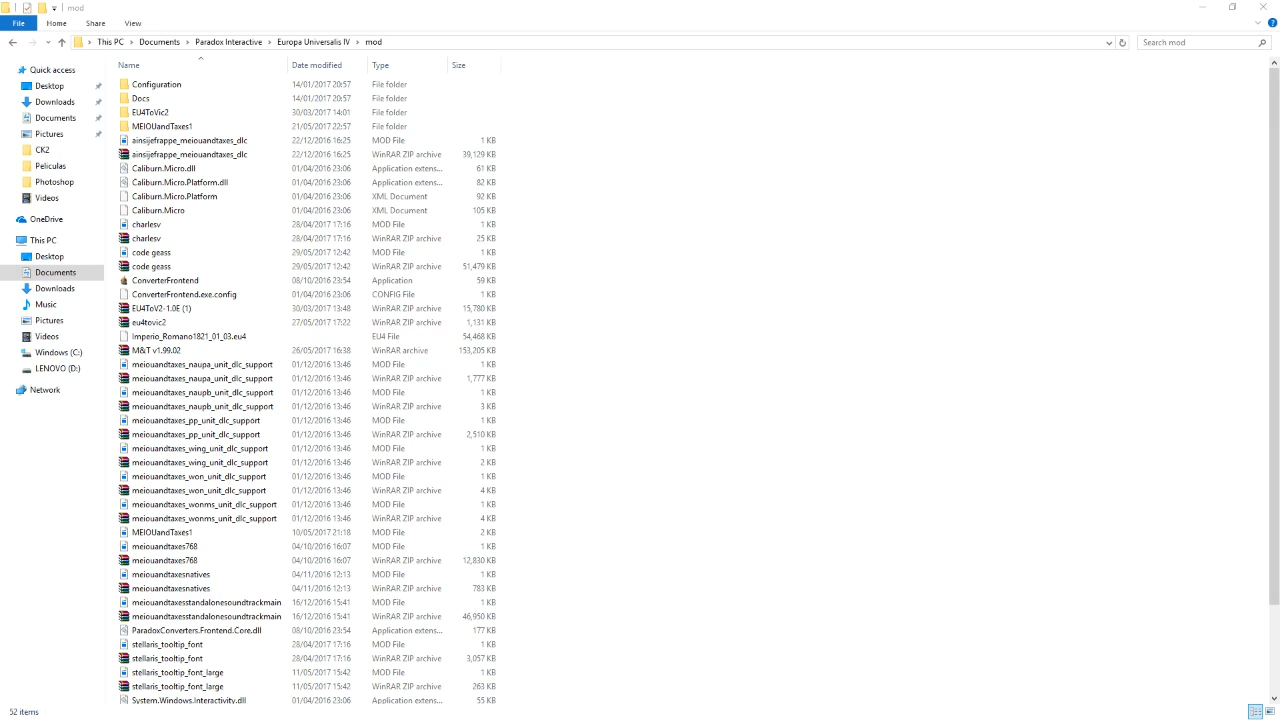 mod
File Home Share View
This PC Documents Paradox Interactive Europa Universalis IV mod Search mod
Name Date modified Type Size
Quick access
Desktop
Downloads
Documents
Pictures
CK2
Peliculas
Photoshop
Videos
OneDrive
This PC
Desktop
Documents
Downloads
Music
Pictures
Videos
Windows (C:)
LENOVO (D:)
Network
Configuration 14/01/2017 20:57 File folder
Docs 14/01/2017 20:57 File folder
EU4ToVic2 30/03/2017 14:01 File folder
MEIOUandTaxes1 21/05/2017 22:57 File folder
ainsijefrappe_meiouandtaxes_dlc 22/12/2016 16:25 MOD File 1 KB
ainsijefrappe_meiouandtaxes_dlc 22/12/2016 16:25 WinRAR ZIP archive 39,129 KB
Caliburn.Micro.dll 01/04/2016 23:06 Application extens... 61 KB
Caliburn.Micro.Platform.dll 01/04/2016 23:06 Application extens... 82 KB
Caliburn.Micro.Platform 01/04/2016 23:06 XML Document 92 KB
Caliburn.Micro 01/04/2016 23:06 XML Document 105 KB
charlesv 28/04/2017 17:16 MOD File 1 KB
charlesv 28/04/2017 17:16 WinRAR ZIP archive 25 KB
code geass 29/05/2017 12:42 MOD File 1 KB
code geass 29/05/2017 12:42 WinRAR ZIP archive 51,479 KB
ConverterFrontend 08/10/2016 23:54 Application 59 KB
ConverterFrontend.exe.config 01/04/2016 23:06 CONFIG File 1 KB
EU4ToV2-1.0E (1) 30/03/2017 13:48 WinRAR ZIP archive 15,780 KB
eu4tovic2 27/05/2017 17:22 WinRAR ZIP archive 1,131 KB
Imperio_Romano1821_01_03.eu4 EU4 File 54,468 KB
M&T v1.99.02 26/05/2017 16:38 WinRAR archive 153,205 KB
meiouandtaxes_naupa_unit_dlc_support 01/12/2016 13:46 MOD File 1 KB
meiouandtaxes_naupa_unit_dlc_support 01/12/2016 13:46 WinRAR ZIP archive 1,777 KB
meiouandtaxes_naupb_unit_dlc_support 01/12/2016 13:46 MOD File 1 KB
meiouandtaxes_naupb_unit_dlc_support 01/12/2016 13:46 WinRAR ZIP archive 3 KB
meiouandtaxes_pp_unit_dlc_support 01/12/2016 13:46 MOD File 1 KB
meiouandtaxes_pp_unit_dlc_support 01/12/2016 13:46 WinRAR ZIP archive 2,510 KB
meiouandtaxes_wing_unit_dlc_support 01/12/2016 13:46 MOD File 1 KB
meiouandtaxes_wing_unit_dlc_support 01/12/2016 13:46 WinRAR ZIP archive 2 KB
meiouandtaxes_won_unit_dlc_support 01/12/2016 13:46 MOD File 1 KB
meiouandtaxes_won_unit_dlc_support 01/12/2016 13:46 WinRAR ZIP archive 4 KB
meiouandtaxes_wonms_unit_dlc_support 01/12/2016 13:46 MOD File 1 KB
meiouandtaxes_wonms_unit_dlc_support 01/12/2016 13:46 WinRAR ZIP archive 4 KB
MEIOUandTaxes1 10/05/2017 21:18 MOD File 2 KB
meiouandtaxes768 04/10/2016 16:07 MOD File 1 KB
meiouandtaxes768 04/10/2016 16:07 WinRAR ZIP archive 12,830 KB
meiouandtaxesnatives 04/11/2016 12:13 MOD File 1 KB
meiouandtaxesnatives 04/11/2016 12:13 WinRAR ZIP archive 783 KB
meiouandtaxesstandalonesoundtrackmain 16/12/2016 15:41 MOD File 1 KB
meiouandtaxesstandalonesoundtrackmain 16/12/2016 15:41 WinRAR ZIP archive 46,950 KB
ParadoxConverters.Frontend.Core.dll 08/10/2016 23:54 Application extens... 177 KB
stellaris_tooltip_font 28/04/2017 17:16 MOD File 1 KB
stellaris_tooltip_font 28/04/2017 17:16 WinRAR ZIP archive 3,057 KB
stellaris_tooltip_font_large 11/05/2017 15:42 MOD File 1 KB
stellaris_tooltip_font_large 11/05/2017 15:42 WinRAR ZIP archive 263 KB
System.Windows.Interactivity.dll 01/04/2016 23:06 Application extens... 55 KB
52 items